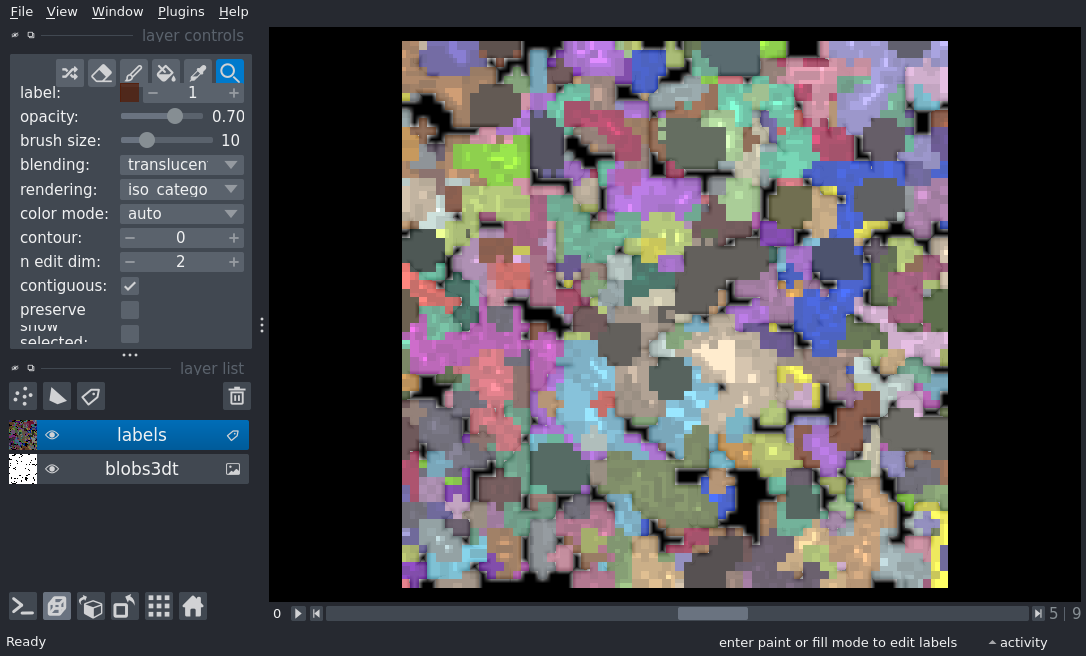 File View Window Plugins Help
layer controls
label: 1
opacity: 0.70
brush size: 10
blending: translucen
rendering: iso_catego
color mode: auto
contour: 0
n edit dim: 2
contiguous:
preserve
show
selected:
layer list
labels
blobs3dt
0 5 9
Ready enter paint or fill mode to edit labels activity